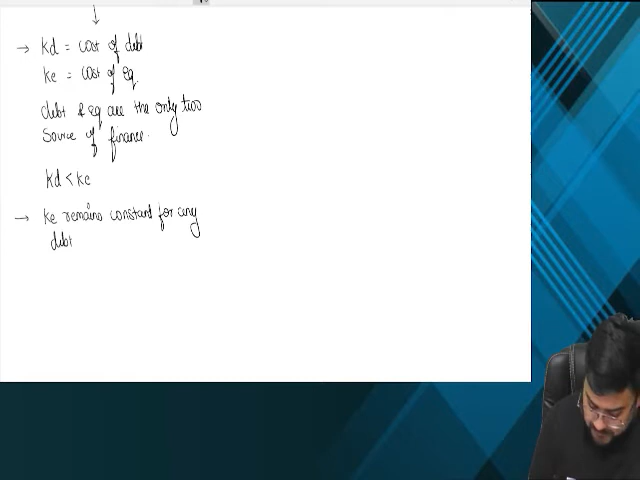 → kd = cost of debt
ke = cost of eq.
debt & eq are the only two
source of finance.
kd < ke
→ ke remains constant for any
debt